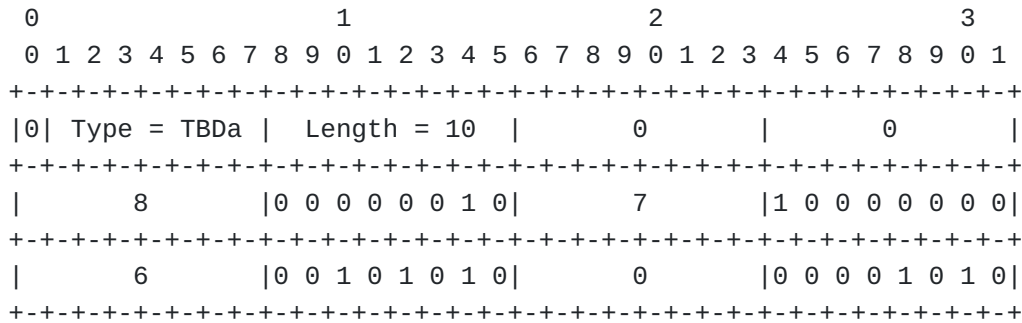 0                   1                   2                   3
 0 1 2 3 4 5 6 7 8 9 0 1 2 3 4 5 6 7 8 9 0 1 2 3 4 5 6 7 8 9 0 1
+-+-+-+-+-+-+-+-+-+-+-+-+-+-+-+-+-+-+-+-+-+-+-+-+-+-+-+-+-+-+-+-+
|0| Type = TBDa |  Length = 10  |       0       |       0       |
+-+-+-+-+-+-+-+-+-+-+-+-+-+-+-+-+-+-+-+-+-+-+-+-+-+-+-+-+-+-+-+-+
|       8       |0 0 0 0 0 0 1 0|       7       |1 0 0 0 0 0 0 0|
+-+-+-+-+-+-+-+-+-+-+-+-+-+-+-+-+-+-+-+-+-+-+-+-+-+-+-+-+-+-+-+-+
|       6       |0 0 1 0 1 0 1 0|       0       |0 0 0 0 1 0 1 0|
+-+-+-+-+-+-+-+-+-+-+-+-+-+-+-+-+-+-+-+-+-+-+-+-+-+-+-+-+-+-+-+-+